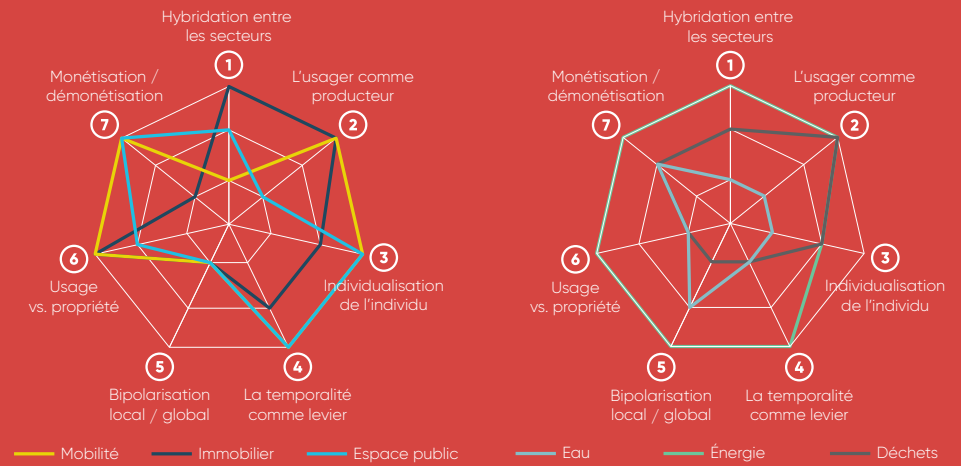 Hybridation entre
les secteurs
1
Monétisation /
démonétisation
7
L'usager comme
producteur
2
3
Individualisation
de l'individu
6
Usage
vs. propriété
5
Bipolarisation
local / global
4
La temporalité
comme levier
Mobilité
Immobilier
Espace public
Hybridation entre
les secteurs
1
Monétisation /
démonétisation
7
L'usager comme
producteur
2
3
Individualisation
de l'individu
6
Usage
vs. propriété
5
Bipolarisation
local / global
4
La temporalité
comme levier
Eau
Énergie
Déchets